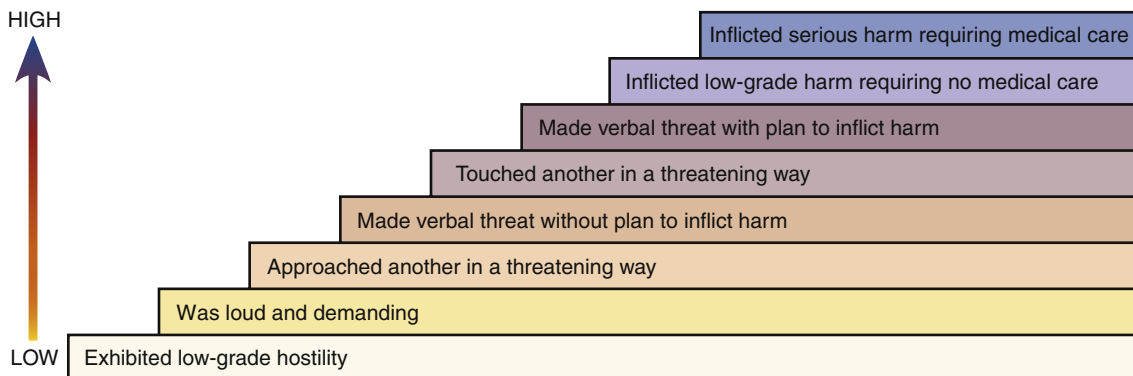 HIGH
Inflicted serious harm requiring medical care
Inflicted low-grade harm requiring no medical care
Made verbal threat with plan to inflict harm
Touched another in a threatening way
Made verbal threat without plan to inflict harm
Approached another in a threatening way
Was loud and demanding
LOW
Exhibited low-grade hostility